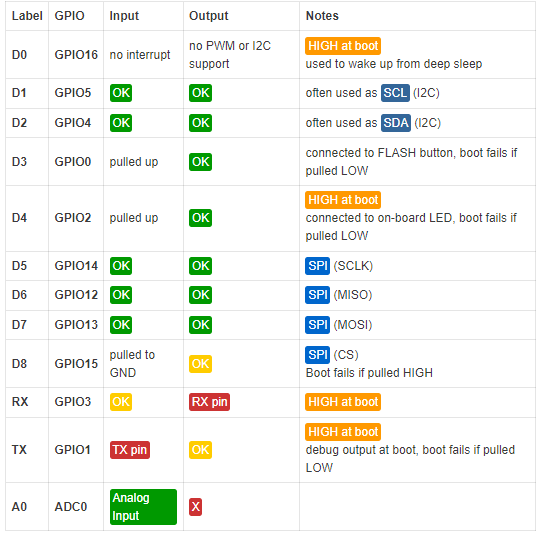 Label GPIO Input Output Notes
D0 GPIO16 no interrupt no PWM or I2C support HIGH at boot
used to wake up from deep sleep
D1 GPIO5 OK OK often used as SCL (I2C)
D2 GPIO4 OK OK often used as SDA (I2C)
D3 GPIO0 pulled up OK connected to FLASH button, boot fails if
pulled LOW
D4 GPIO2 pulled up OK HIGH at boot
connected to on-board LED, boot fails if
pulled LOW
D5 GPIO14 OK OK SPI (SCLK)
D6 GPIO12 OK OK SPI (MISO)
D7 GPIO13 OK OK SPI (MOSI)
D8 GPIO15 pulled to GND OK SPI (CS)
Boot fails if pulled HIGH
RX GPIO3 OK RX pin HIGH at boot
TX GPIO1 TX pin OK HIGH at boot
debug output at boot, boot fails if pulled
LOW
A0 ADC0 Analog Input X